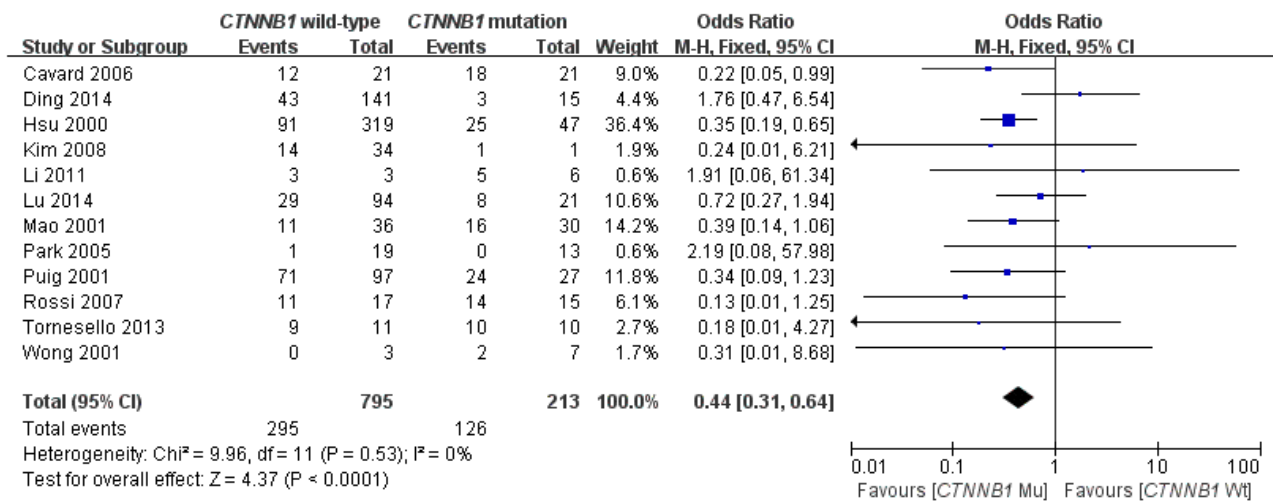 CTNNB1 wild-type CTNNB1 mutation Odds Ratio Odds Ratio
Study or Subgroup Events Total Events Total Weight M-H, Fixed, 95% CI M-H, Fixed, 95% CI
Cavard 2006 12 21 18 21 9.0% 0.22 [0.05, 0.99]
Ding 2014 43 141 3 15 4.4% 1.76 [0.47, 6.54]
Hsu 2000 91 319 25 47 36.4% 0.35 [0.19, 0.65]
Kim 2008 14 34 1 1 1.9% 0.24 [0.01, 6.21]
Li 2011 3 3 5 6 0.6% 1.91 [0.06, 61.34]
Lu 2014 29 94 8 21 10.6% 0.72 [0.27, 1.94]
Mao 2001 11 36 16 30 14.2% 0.39 [0.14, 1.06]
Park 2005 1 19 0 13 0.6% 2.19 [0.08, 57.98]
Puig 2001 71 97 24 27 11.8% 0.34 [0.09, 1.23]
Rossi 2007 11 17 14 15 6.1% 0.13 [0.01, 1.25]
Tornesello 2013 9 11 10 10 2.7% 0.18 [0.01, 4.27]
Wong 2001 0 3 2 7 1.7% 0.31 [0.01, 8.68]
Total (95% CI) 795 213 100.0% 0.44 [0.31, 0.64]
Total events 295 126
Heterogeneity: Chi² = 9.96, df = 11 (P = 0.53); I² = 0%
Test for overall effect: Z = 4.37 (P < 0.0001)
0.01 0.1 1 10 100
Favours [CTNNB1 Mu] Favours [CTNNB1 Wt]